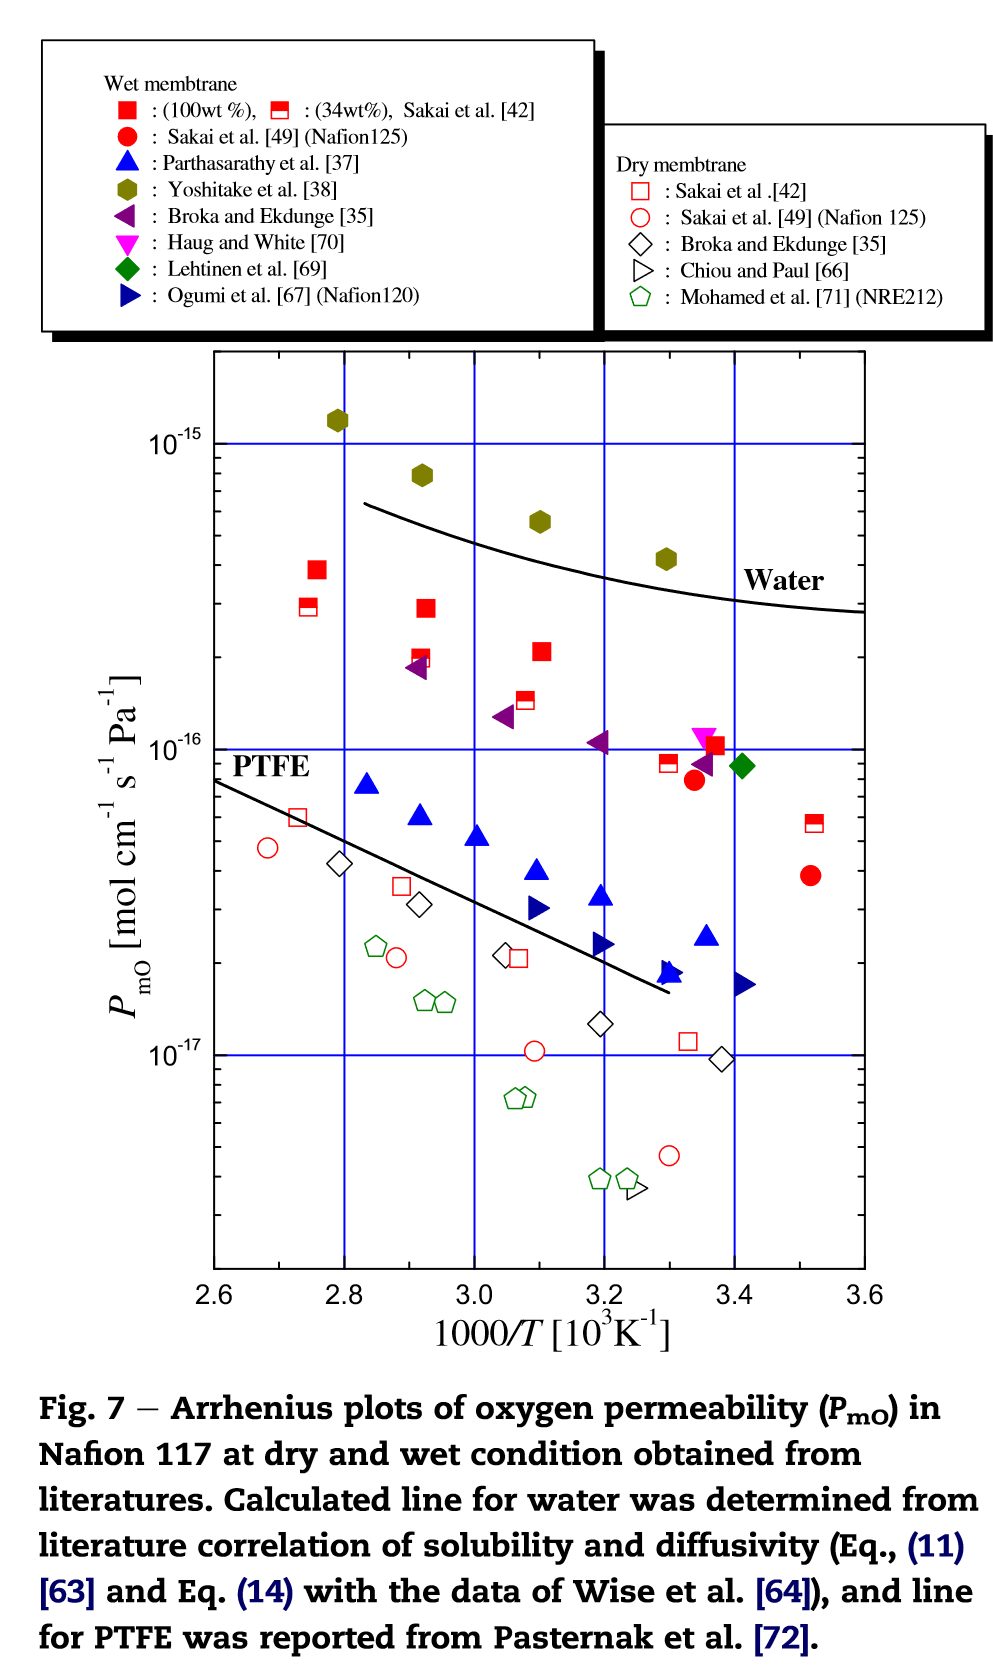 Wet membtrane
: (100wt %), : (34wt%), Sakai et al. [42]
: Sakai et al. [49] (Nafion125)
: Parthasarathy et al. [37]
: Yoshitake et al. [38]
: Broka and Ekdunge [35]
: Haug and White [70]
: Lehtinen et al. [69]
: Ogumi et al. [67] (Nafion120)
Dry membtrane
: Sakai et al .[42]
: Sakai et al. [49] (Nafion 125)
: Broka and Ekdunge [35]
: Chiou and Paul [66]
: Mohamed et al. [71] (NRE212)
10⁻¹⁵
Water
10⁻¹⁶
PTFE
P_mO [mol cm⁻¹ s⁻¹ Pa⁻¹]
10⁻¹⁷
2.6 2.8 3.0 3.2 3.4 3.6
1000/T [10³K⁻¹]
Fig. 7 – Arrhenius plots of oxygen permeability (P_mO) in
Nafion 117 at dry and wet condition obtained from
literatures. Calculated line for water was determined from
literature correlation of solubility and diffusivity (Eq., (11)
[63] and Eq. (14) with the data of Wise et al. [64]), and line
for PTFE was reported from Pasternak et al. [72].